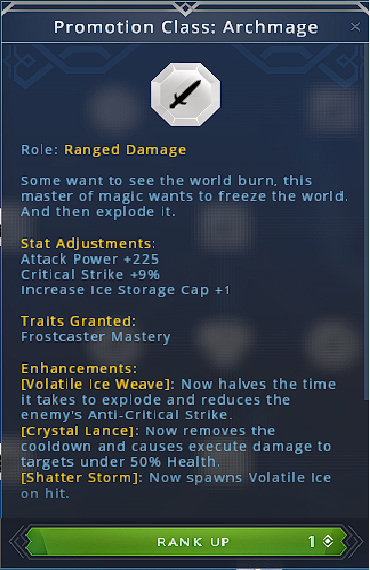 Promotion Class: Archmage
Role: Ranged Damage
Some want to see the world burn, this
master of magic wants to freeze the world.
And then explode it.
Stat Adjustments:
Attack Power +225
Critical Strike +9%
Increase Ice Storage Cap +1
Traits Granted:
Frostcaster Mastery
Enhancements:
[Volatile Ice Weave]: Now halves the time
it takes to explode and reduces the
enemy's Anti-Critical Strike.
[Crystal Lance]: Now removes the
cooldown and causes execute damage to
targets under 50% Health.
[Shatter Storm]: Now spawns Volatile Ice
on hit.
RANK UP 1